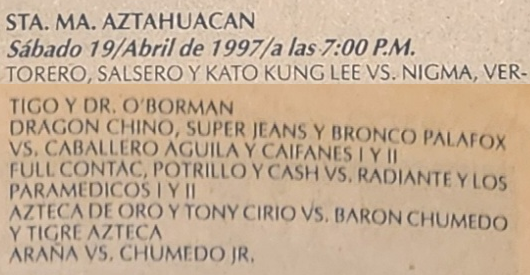 STA. MA. AZTAHUACAN
Sábado 19/Abril de 1997/a las 7:00 P.M.
TORERO, SALSERO Y KATO KUNG LEE VS. NIGMA, VER-
TIGO Y DR. O'BORMAN
DRAGON CHINO, SUPER JEANS Y BRONCO PALAFOX
VS. CABALLERO AGUILA Y CAIFANES I Y II
FULL CONTAC, POTRILLO Y CASH VS. RADIANTE Y LOS
PARAMEDICOS I Y II
AZTECA DE ORO Y TONY CIRIO VS. BARON CHUMEDO
Y TIGRE AZTECA
ARAÑA VS. CHUMEDO JR.